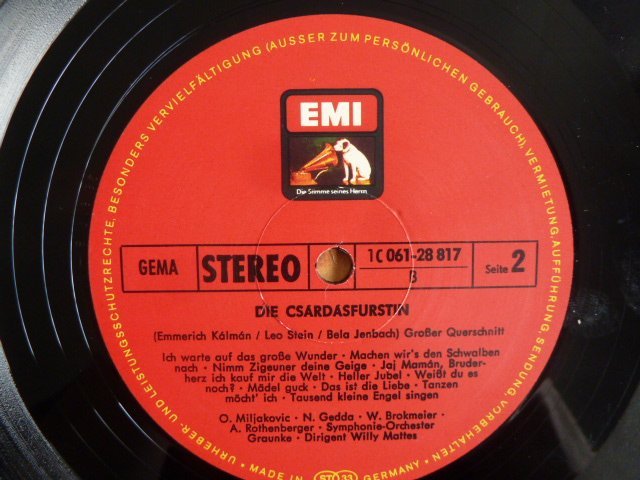 URHEBER- UND LEISTUNGSSCHUTZRECHTE, BESONDERS VERVIELFÄLTIGUNG (AUSSER ZUM PERSÖNLICHEN GEBRAUCH), VERMIETUNG, AUFFÜHRUNG, SENDUNG, VORBEHALTEN
EMI
Die Stimme seines Herrn
GEMA
STEREO
1C 061-28 817
B
Seite 2
DIE CSARDASFURSTIN
(Emmerich Kálmán / Leo Stein / Bela Jenbach) Großer Querschnitt
Ich warte auf das große Wunder · Machen wir's den Schwalben
nach · Nimm Zigeuner deine Geige · Jaj Mamán, Bruder-
herz ich kauf mir die Welt · Heller Jubel · Weißt du es
noch? · Mädel guck · Das ist die Liebe · Tanzen
möcht' ich · Tausend kleine Engel singen
O. Miljakovic · N. Gedda · W. Brokmeier ·
A. Rothenberger · Symphonie-Orchester
Graunke · Dirigent Willy Mattes
· MADE IN STO 33 GERMANY ·